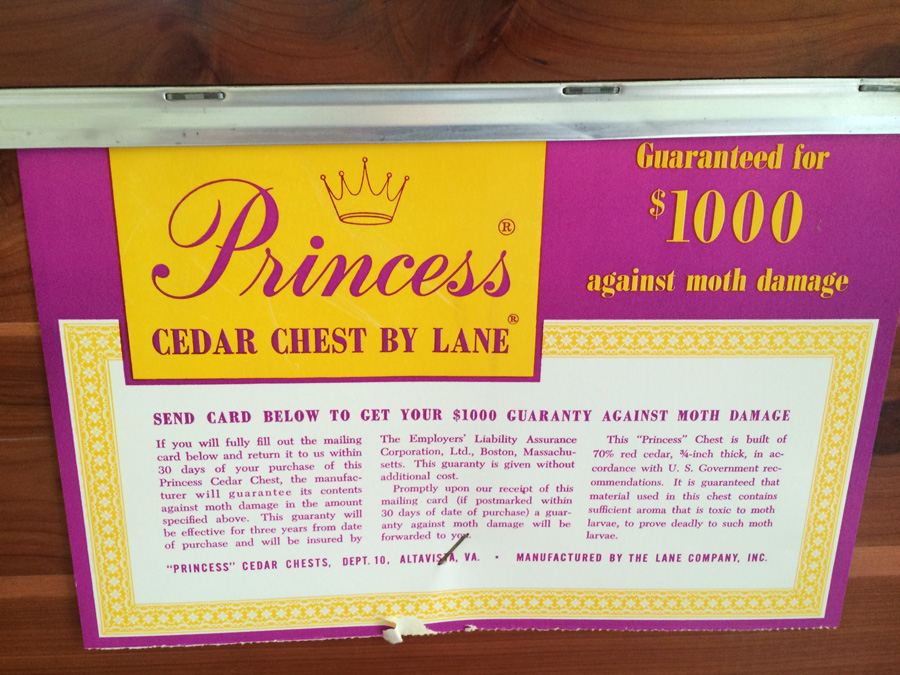 Princess®
CEDAR CHEST BY LANE®
Guaranteed for
$1000
against moth damage
SEND CARD BELOW TO GET YOUR $1000 GUARANTY AGAINST MOTH DAMAGE
If you will fully fill out the mailing
card below and return it to us within
30 days of your purchase of this
Princess Cedar Chest, the manufac-
turer will guarantee its contents
against moth damage in the amount
specified above. This guaranty will
be effective for three years from date
of purchase and will be insured by
The Employers' Liability Assurance
Corporation, Ltd., Boston, Massachu-
setts. This guaranty is given without
additional cost.
Promptly upon our receipt of this
mailing card (if postmarked within
30 days of date of purchase) a guar-
anty against moth damage will be
forwarded to you.
This "Princess" Chest is built of
70% red cedar, ¾-inch thick, in ac-
cordance with U. S. Government rec-
ommendations. It is guaranteed that
material used in this chest contains
sufficient aroma that is toxic to moth
larvae, to prove deadly to such moth
larvae.
"PRINCESS" CEDAR CHESTS, DEPT. 10, ALTAVISTA, VA. • MANUFACTURED BY THE LANE COMPANY, INC.